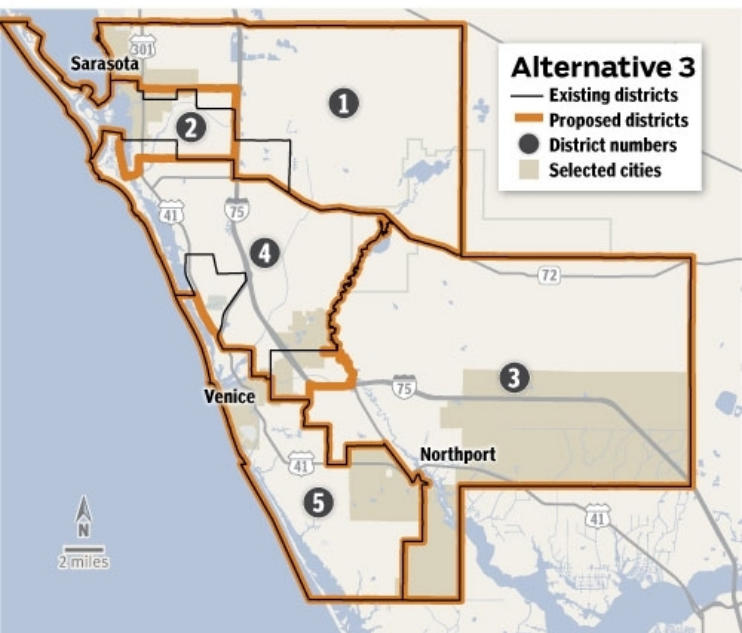 Alternative 3
Existing districts
Proposed districts
District numbers
Selected cities
301
Sarasota
1
2
41
75
4
72
3
75
Venice
Northport
41
5
41
N
2 miles